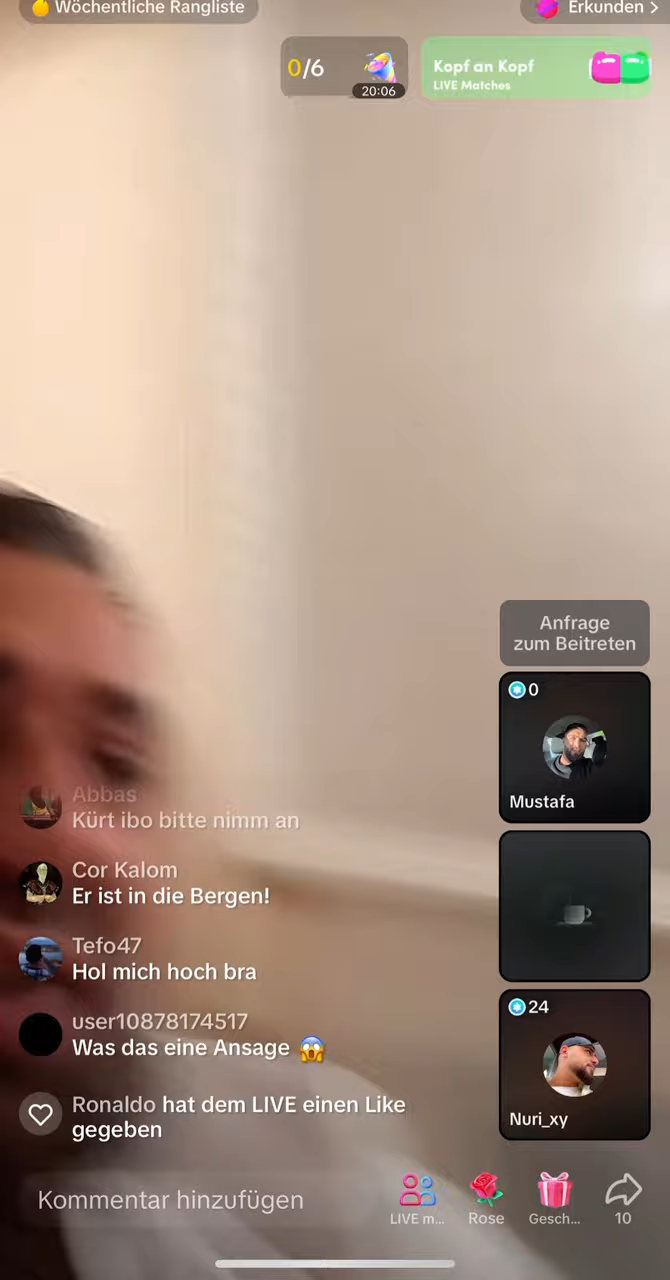 Wöchentliche Rangliste
Erkunden >
0/6
20:06
Kopf an Kopf
LIVE Matches
Anfrage
zum Beitreten
0
Mustafa
24
Nuri_xy
Abbas
Kürt ibo bitte nimm an
Cor Kalom
Er ist in die Bergen!
Tefo47
Hol mich hoch bra
user10878174517
Was das eine Ansage 😱
Ronaldo hat dem LIVE einen Like
gegeben
Kommentar hinzufügen
LIVE m...
Rose
Gesch...
10